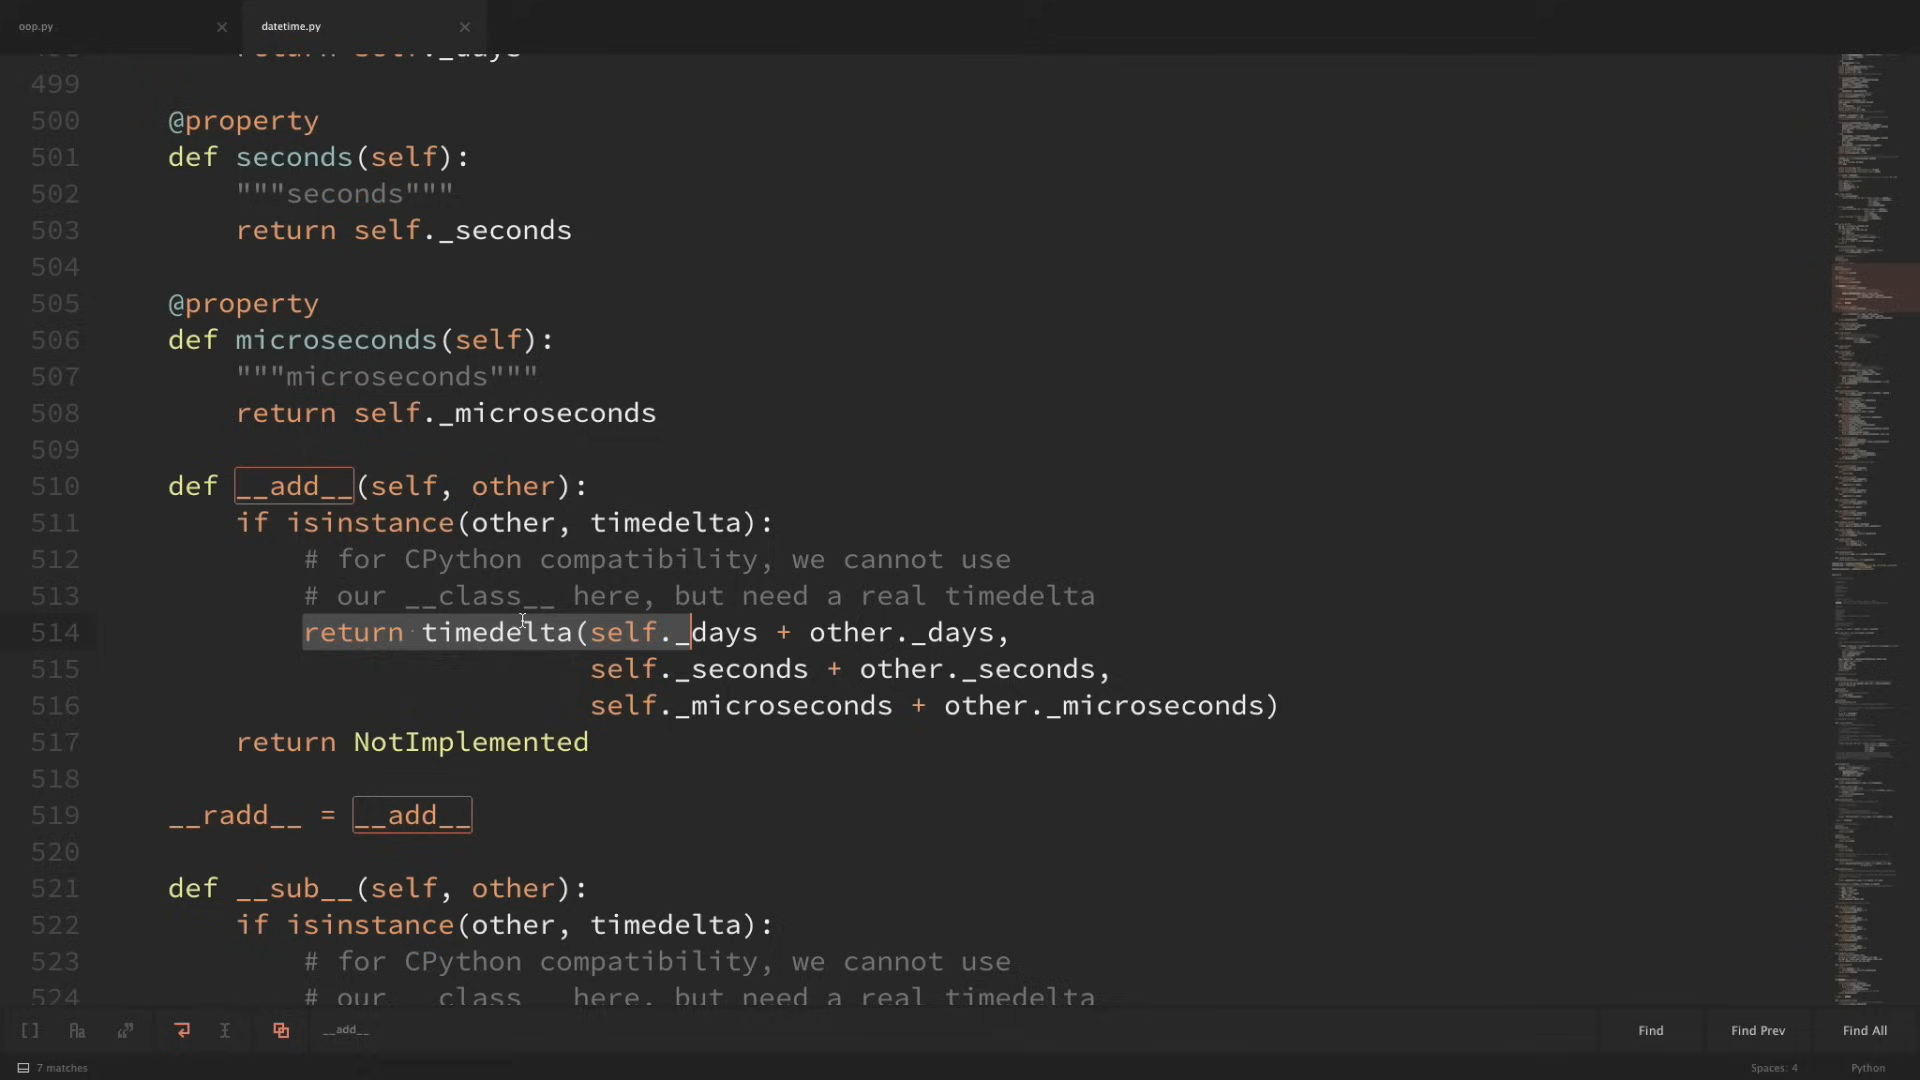 oop.py
datetime.py
return self._days
499
500 @property
501 def seconds(self):
502 """seconds"""
503 return self._seconds
504
505 @property
506 def microseconds(self):
507 """microseconds"""
508 return self._microseconds
509
510 def __add__(self, other):
511 if isinstance(other, timedelta):
512 # for CPython compatibility, we cannot use
513 # our __class__ here, but need a real timedelta
514 return timedelta(self._days + other._days,
515 self._seconds + other._seconds,
516 self._microseconds + other._microseconds)
517 return NotImplemented
518
519 __radd__ = __add__
520
521 def __sub__(self, other):
522 if isinstance(other, timedelta):
523 # for CPython compatibility, we cannot use
524 # our __class__ here, but need a real timedelta
Aa
__add__
Find
Find Prev
Find All
7 matches
Spaces: 4
Python